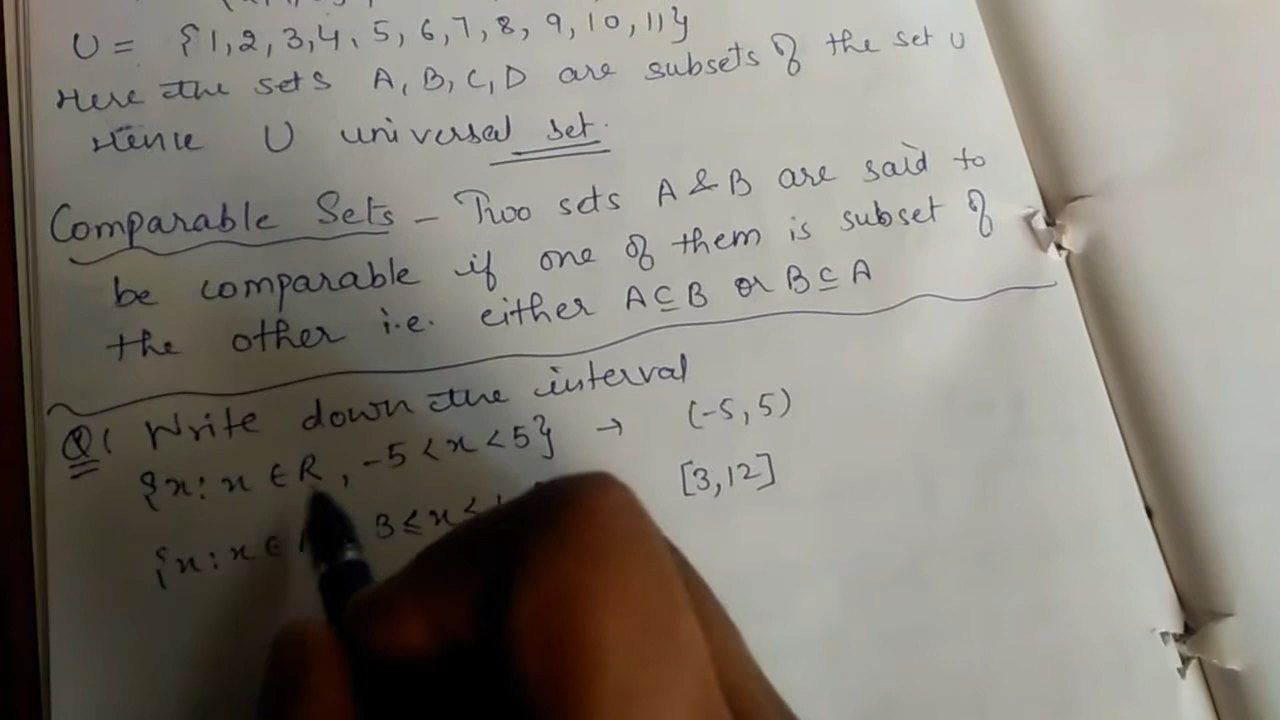 U = {1,2,3,4,5,6,7,8,9,10,11}
Here the sets A, B, C, D are subsets of the set U
Hence U universal set.
Comparable Sets - Two sets A & B are said to
be comparable if one of them is subset of
the other i.e. either A⊆B or B⊆A
Q( Write down the interval
{x: x ∈ R, -5 < x < 5} → (-5, 5)
{x: x ∈ 3 ≤ x < [3, 12]